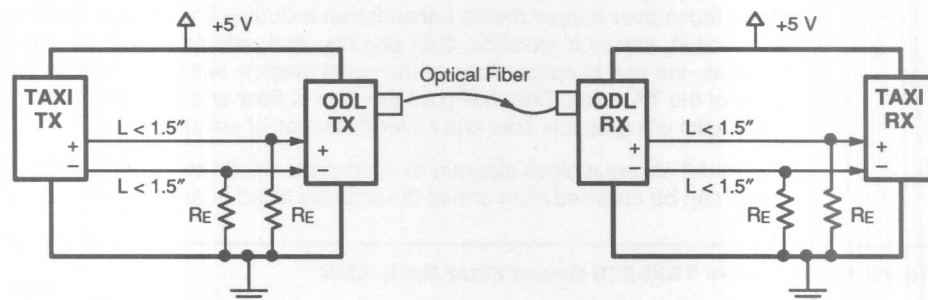 +5 V
+5 V
TAXI
TX
+
−
L < 1.5″
L < 1.5″
RE
RE
ODL
TX
+
Optical Fiber
ODL
RX
+
L < 1.5″
L < 1.5″
RE
RE
TAXI
RX
+
−